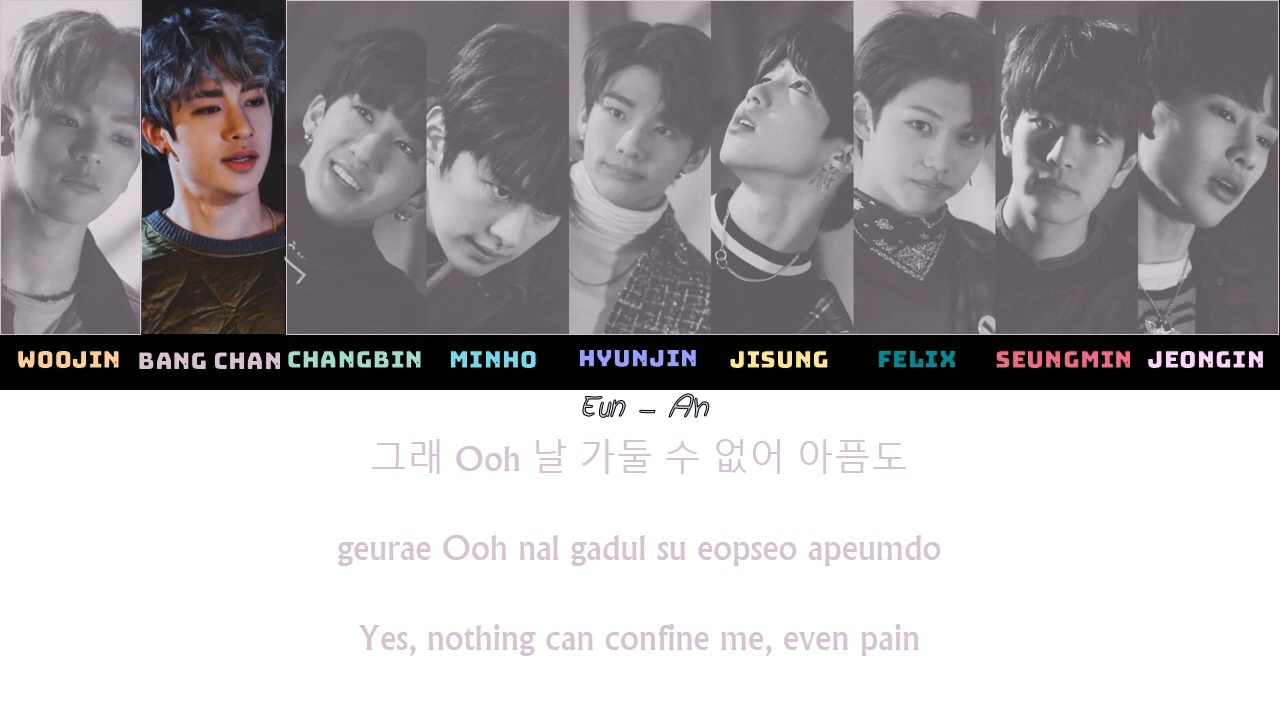 WOOJIN BANG CHAN CHANGBIN MINHO HYUNJIN JISUNG FELIX SEUNGMIN JEONGIN
Eun - Ah
그래 Ooh 날 가둘 수 없어 아픔도
geurae Ooh nal gadul su eopseo apeumdo
Yes, nothing can confine me, even pain